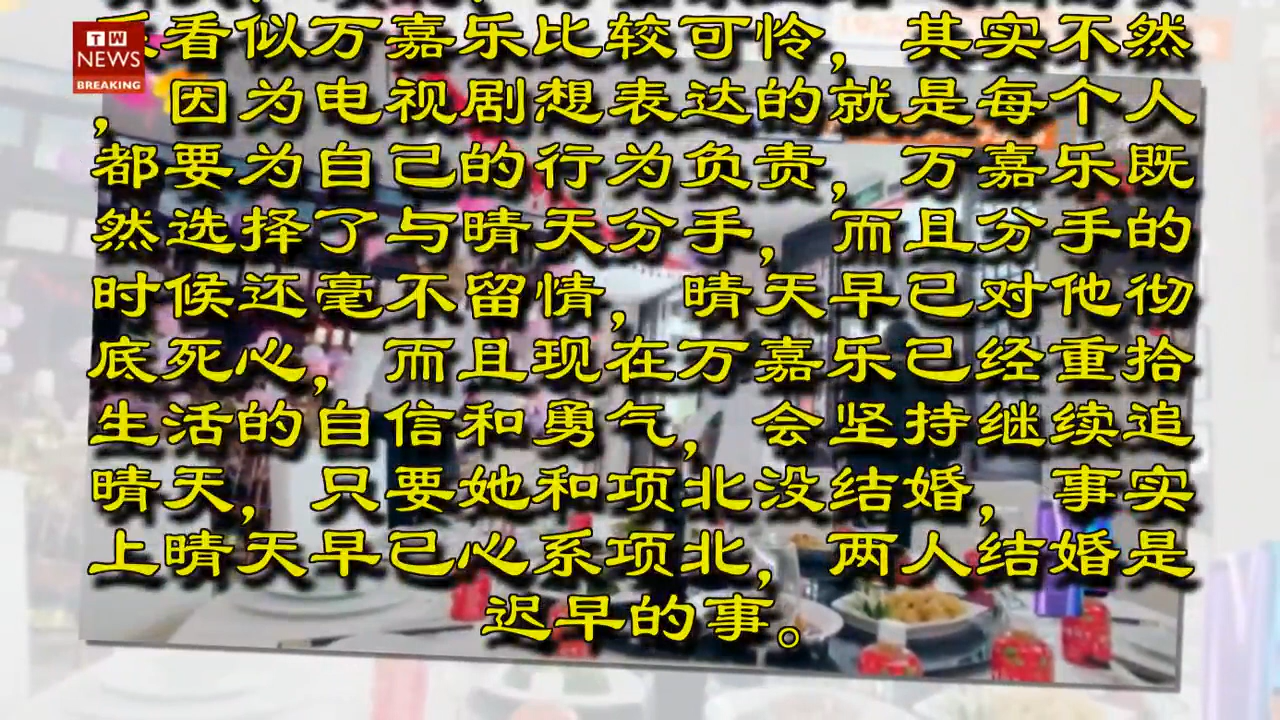 TW
NEWS
BREAKING
看似万嘉乐比较可怜，其实不然
，因为电视剧想表达的就是每个人
都要为自己的行为负责，万嘉乐既
然选择了与晴天分手，而且分手的
时候还毫不留情，晴天早已对他彻
底死心，而且现在万嘉乐已经重拾
生活的自信和勇气，会坚持继续追
晴天，只要她和项北没结婚，事实
上晴天早已心系项北，两人结婚是
迟早的事。